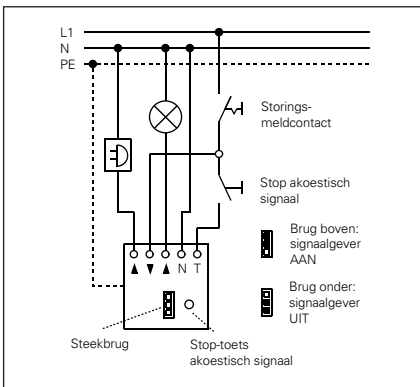 L1
N
PE
Storings-
meldcontact
Stop akoestisch
signaal
Brug boven:
signaalgever
AAN
▲ ▼ ▲ N T
Brug onder:
signaalgever
UIT
Steekbrug
Stop-toets
akoestisch signaal